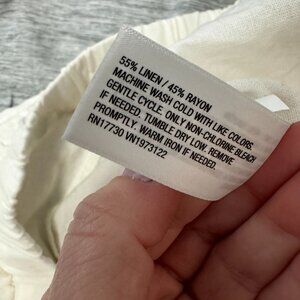 55% LINEN / 45% RAYON
MACHINE WASH COLD WITH LIKE COLORS.
GENTLE CYCLE. ONLY NON-CHLORINE BLEACH
IF NEEDED. TUMBLE DRY LOW. REMOVE
PROMPTLY. WARM IRON IF NEEDED.
RN17730 VN1973122